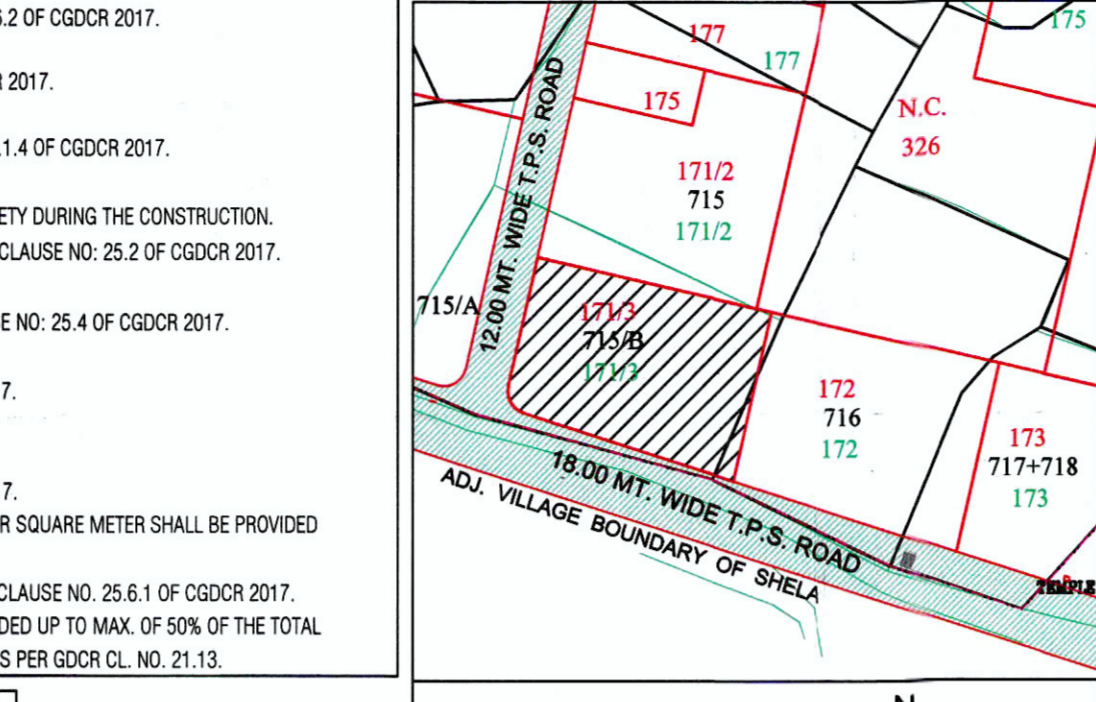 6.2 OF CGDCR 2017.
R 2017.
.1.4 OF CGDCR 2017.
ETY DURING THE CONSTRUCTION.
CLAUSE NO: 25.2 OF CGDCR 2017.
E NO: 25.4 OF CGDCR 2017.
7.
7.
R SQUARE METER SHALL BE PROVIDED
CLAUSE NO. 25.6.1 OF CGDCR 2017.
DED UP TO MAX. OF 50% OF THE TOTAL
S PER GDCR CL. NO. 21.13.
177
177
175
175
N.C.
326
171/2
715
171/2
12.00 MT. WIDE T.P.S. ROAD
715/A
171/3
715/B
171/3
172
716
172
173
717+718
173
18.00 MT. WIDE T.P.S. ROAD
ADJ. VILLAGE BOUNDARY OF SHELA
TEMPLE
N